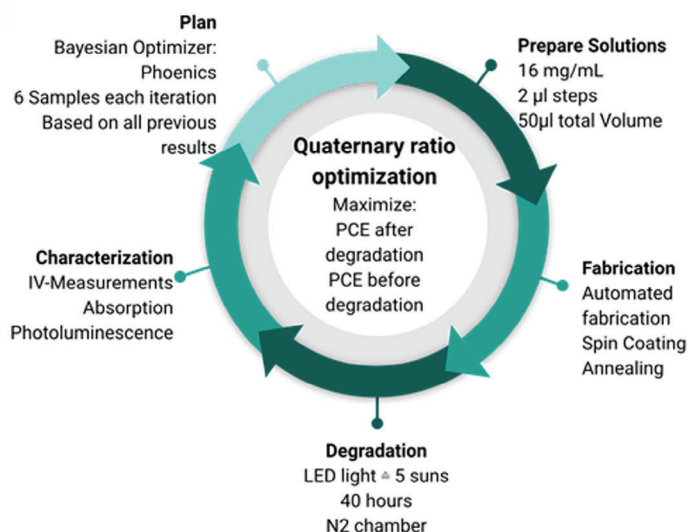 Plan
Bayesian Optimizer:
Phoenics
6 Samples each iteration
Based on all previous
results
Prepare Solutions
16 mg/mL
2 µl steps
50µl total Volume
Quaternary ratio
optimization
Maximize:
PCE after
degradation
PCE before
degradation
Fabrication
Automated
fabrication
Spin Coating
Annealing
Degradation
LED light ≙ 5 suns
40 hours
N2 chamber
Characterization
IV-Measurements
Absorption
Photoluminescence